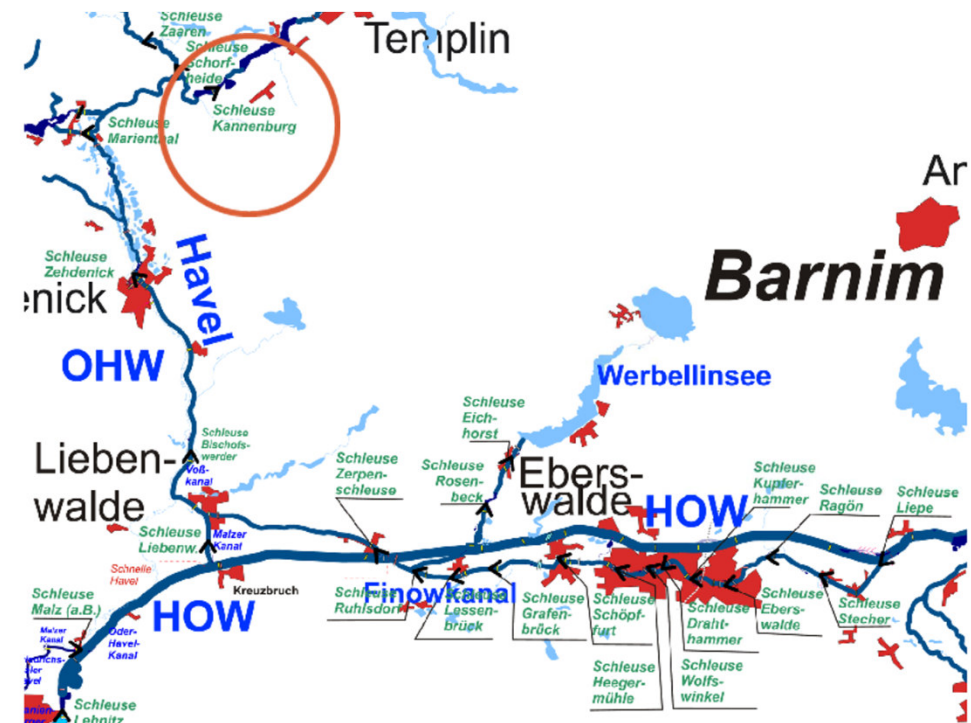 Schleuse
Zaaren
Schleuse
Schorf-
heide
Templin
Schleuse
Kannenburg
Schleuse
Marienthal
Schleuse
Zehdenick
enick
Havel
OHW
Ar
Barnim
Werbellinsee
Schleuse
Eich-
horst
Schleuse
Bischofs-
werder
Lieben-
walde
Voß-
kanal
Schleuse
Zerpen-
schleuse
Schleuse
Rosen-
beck
Ebers-
walde
HOW
Schleuse
Kupfer-
hammer
Schleuse
Ragön
Schleuse
Liepe
Schleuse
Liebenw.
Malzer
Kanal
Schnelle
Havel
Kreuzbruch
Finowkanal
Schleuse
Ruhlsdorf
Schleuse
Lessen-
brück
Schleuse
Grafen-
brück
Schleuse
Schöpf-
furt
Schleuse
Draht-
hammer
Schleuse
Ebers-
walde
Schleuse
Stecher
Schleuse
Malz (a.B.)
HOW
Malzer
Kanal
Oder-
Havel-
Kanal
Schleuse
Heeger-
mühle
Schleuse
Wolfs-
winkel
Schleuse
Lehnitz